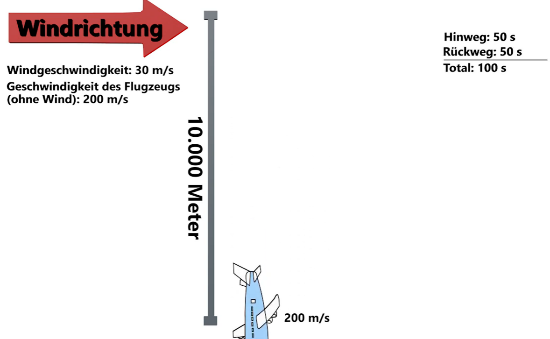 Windrichtung
Windgeschwindigkeit: 30 m/s
Geschwindigkeit des Flugzeugs
(ohne Wind): 200 m/s
10.000 Meter
Hinweg: 50 s
Rückweg: 50 s
Total: 100 s
200 m/s